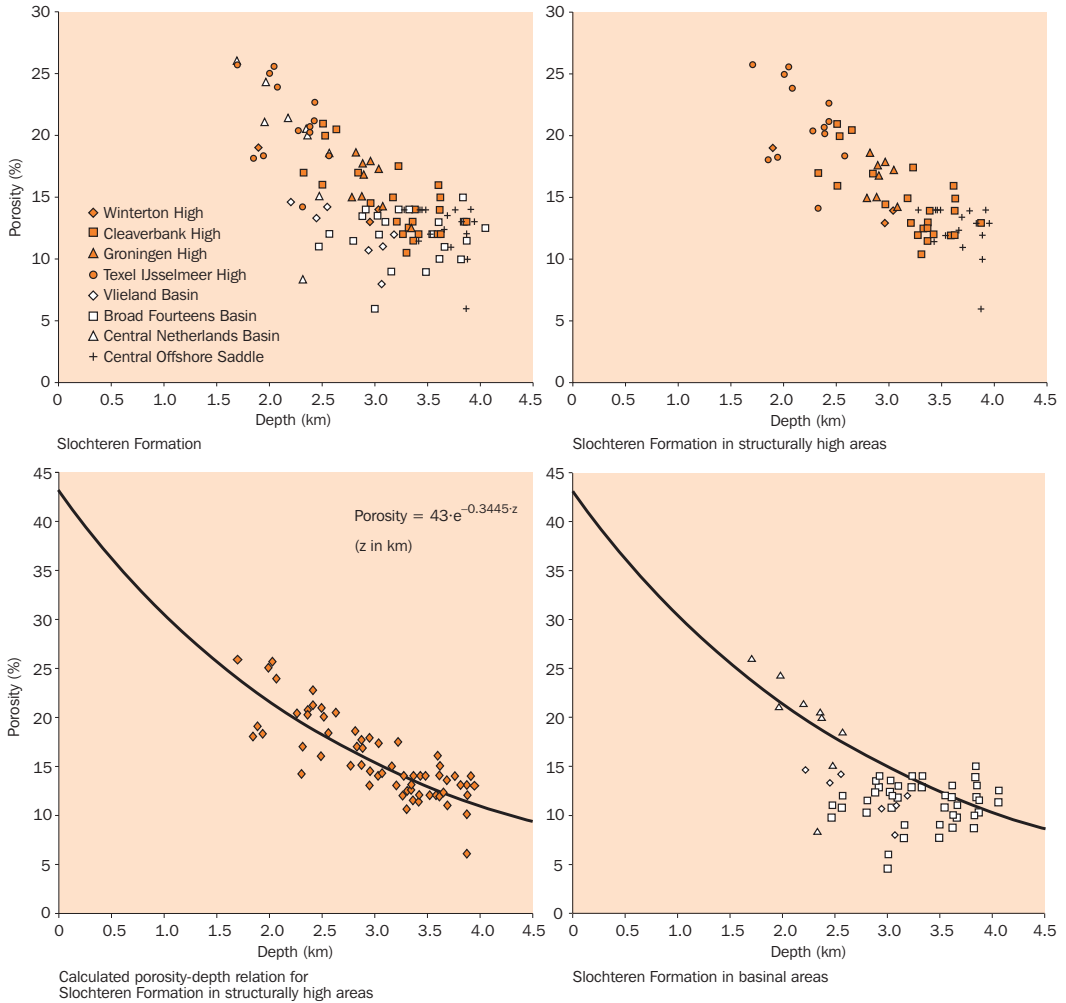 30
25
20
15
10
5
0
Porosity (%)
0 0.5 1.0 1.5 2.0 2.5 3.0 3.5 4.0 4.5
Depth (km)
Winterton High
Cleaverbank High
Groningen High
Texel IJsselmeer High
Vlieland Basin
Broad Fourteens Basin
Central Netherlands Basin
Central Offshore Saddle
Slochteren Formation
30
25
20
15
10
5
0
0 0.5 1.0 1.5 2.0 2.5 3.0 3.5 4.0 4.5
Depth (km)
Slochteren Formation in structurally high areas
45
40
35
30
25
20
15
10
5
0
Porosity (%)
Porosity = 43·e^–0.3445·z
(z in km)
0 0.5 1.0 1.5 2.0 2.5 3.0 3.5 4.0 4.5
Depth (km)
Calculated porosity-depth relation for
Slochteren Formation in structurally high areas
45
40
35
30
25
20
15
10
5
0
0 0.5 1.0 1.5 2.0 2.5 3.0 3.5 4.0 4.5
Depth (km)
Slochteren Formation in basinal areas